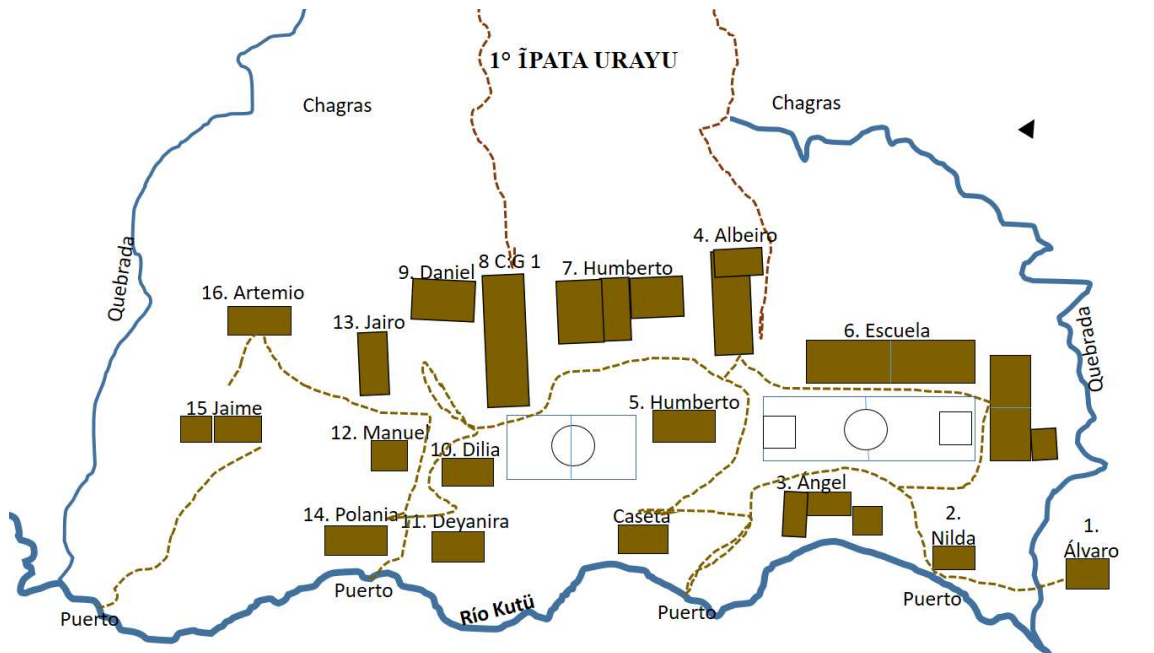 1° ĨPATA URAYU
Chagras
Chagras
Quebrada
4. Albeiro
8 C.G 1
7. Humberto
9. Daniel
16. Artemio
13. Jairo
6. Escuela
Quebrada
5. Humberto
15 Jaime
12. Manuel
10. Dilia
3. Ángel
14. Polania
11. Deyanira
Caseta
2.
Nilda
1.
Álvaro
Puerto
Puerto
Río Kutü
Puerto
Puerto